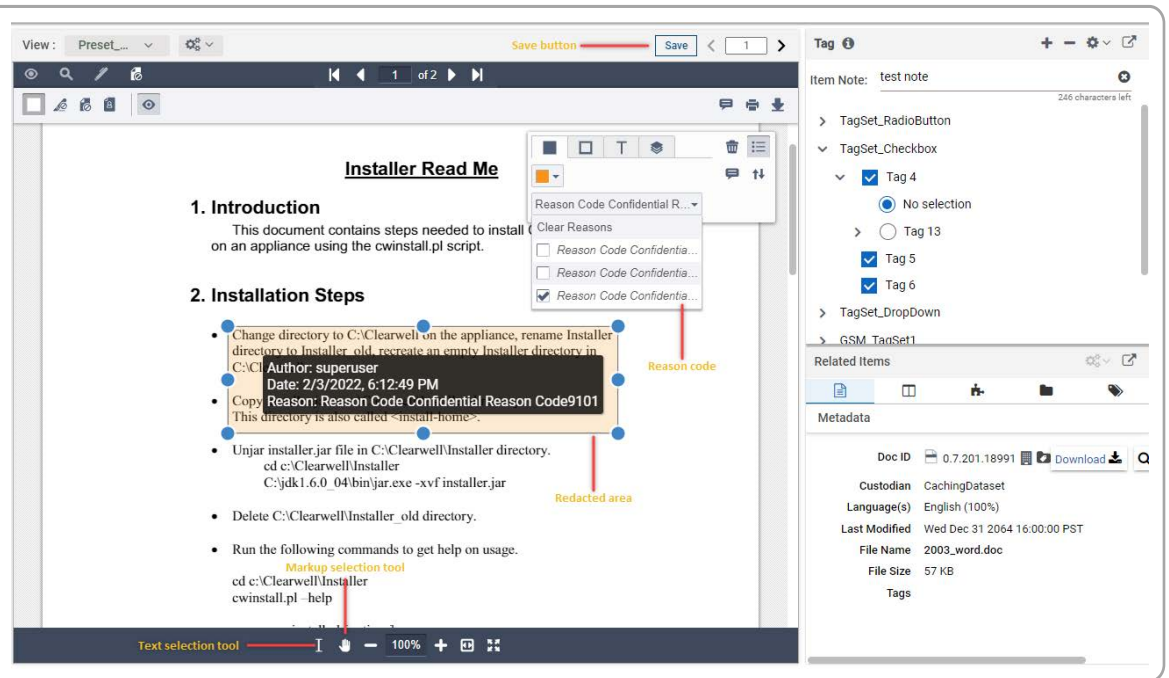 View :
Preset_...
Save button
Save
1
1 of 2
Installer Read Me
1. Introduction
This document contains steps needed to install
on an appliance using the cwinstall.pl script.
2. Installation Steps
Reason Code Confidential R...
Clear Reasons
Reason Code Confidentia...
Reason Code Confidentia...
Reason Code Confidentia...
Reason code
• Change directory to C:\Clearwell on the appliance, rename Installer
directory to Installer_old, recreate an empty Installer directory in
C:\Cl
Author: superuser
Date: 2/3/2022, 6:12:49 PM
• Copy
Reason: Reason Code Confidential Reason Code9101
This directory is also called <install-home>.
• Unjar installer.jar file in C:\Clearwell\Installer directory.
cd c:\Clearwell\Installer
C:\jdk1.6.0_04\bin\jar.exe -xvf installer.jar
Redacted area
• Delete C:\Clearwell\Installer_old directory.
• Run the following commands to get help on usage.
Markup selection tool
cd c:\Clearwell\Installer
cwinstall.pl –help
Text selection tool
100%
Tag
Item Note: test note
246 characters left
TagSet_RadioButton
TagSet_Checkbox
Tag 4
No selection
Tag 13
Tag 5
Tag 6
TagSet_DropDown
GSM_TagSet1
Related Items
Metadata
Doc ID 0.7.201.18991 Download
Custodian CachingDataset
Language(s) English (100%)
Last Modified Wed Dec 31 2064 16:00:00 PST
File Name 2003_word.doc
File Size 57 KB
Tags